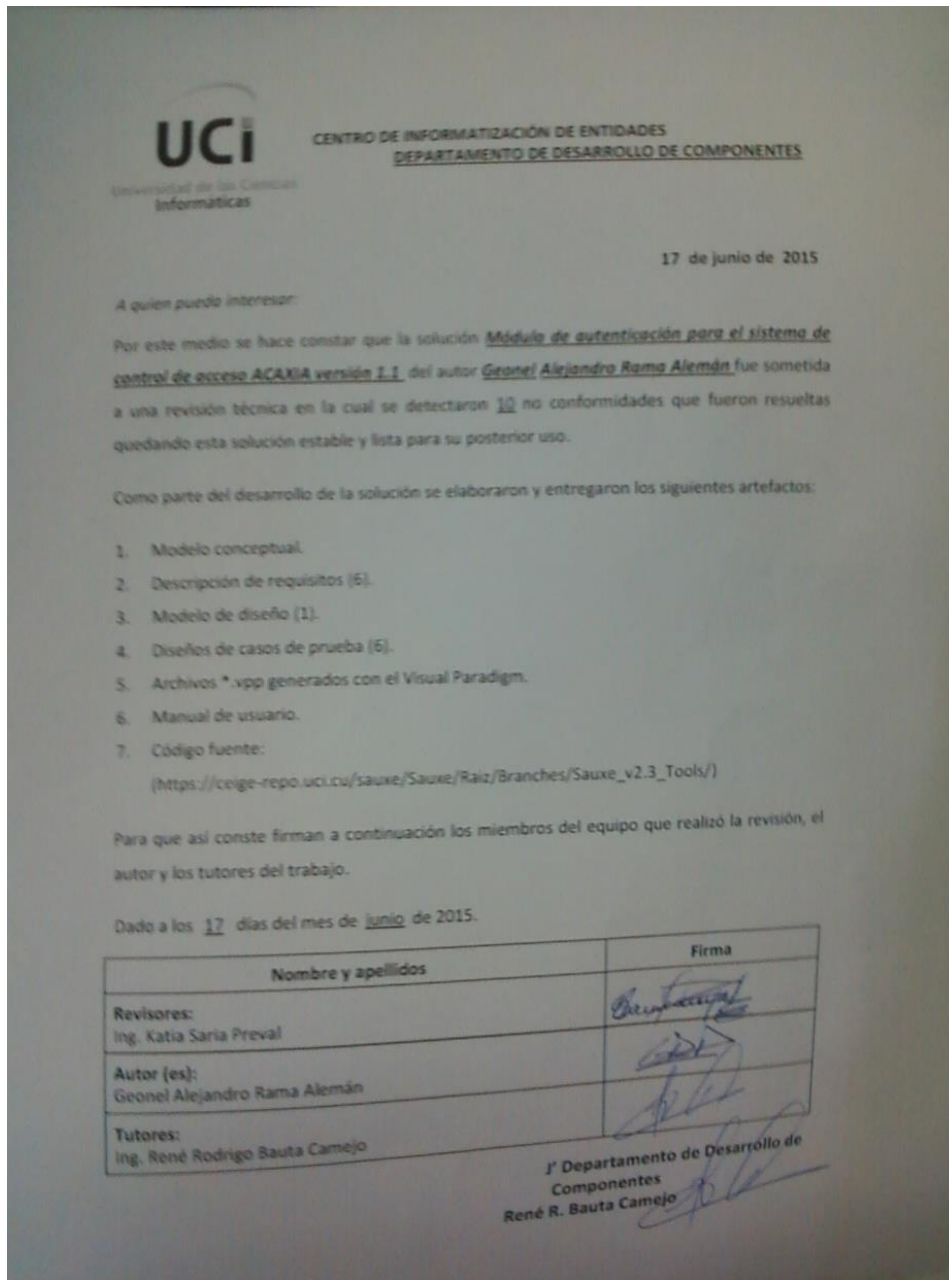 UCi
Universidad de las Ciencias
Informáticas
CENTRO DE INFORMATIZACIÓN DE ENTIDADES
DEPARTAMENTO DE DESARROLLO DE COMPONENTES
17 de junio de 2015
A quien pueda interesar:
Por este medio se hace constar que la solución Módulo de autenticación para el sistema de
control de acceso ACAXIA versión 1.1 del autor Geonel Alejandro Rama Alemán fue sometida
a una revisión técnica en la cual se detectaron 10 no conformidades que fueron resueltas
quedando esta solución estable y lista para su posterior uso.
Como parte del desarrollo de la solución se elaboraron y entregaron los siguientes artefactos:
1. Modelo conceptual.
2. Descripción de requisitos (6).
3. Modelo de diseño (1).
4. Diseños de casos de prueba (6).
5. Archivos *.vpp generados con el Visual Paradigm.
6. Manual de usuario.
7. Código fuente:
(https://ceige-repo.uci.cu/sauxe/Sauxe/Raiz/Branches/Sauxe_v2.3_Tools/)
Para que así conste firman a continuación los miembros del equipo que realizó la revisión, el
autor y los tutores del trabajo.
Dado a los 17 días del mes de junio de 2015.
Nombre y apellidos Firma
Revisores:
Ing. Katia Saria Preval
Autor (es):
Geonel Alejandro Rama Alemán
Tutores:
Ing. René Rodrigo Bauta Camejo
J' Departamento de Desarrollo de
Componentes
René R. Bauta Camejo